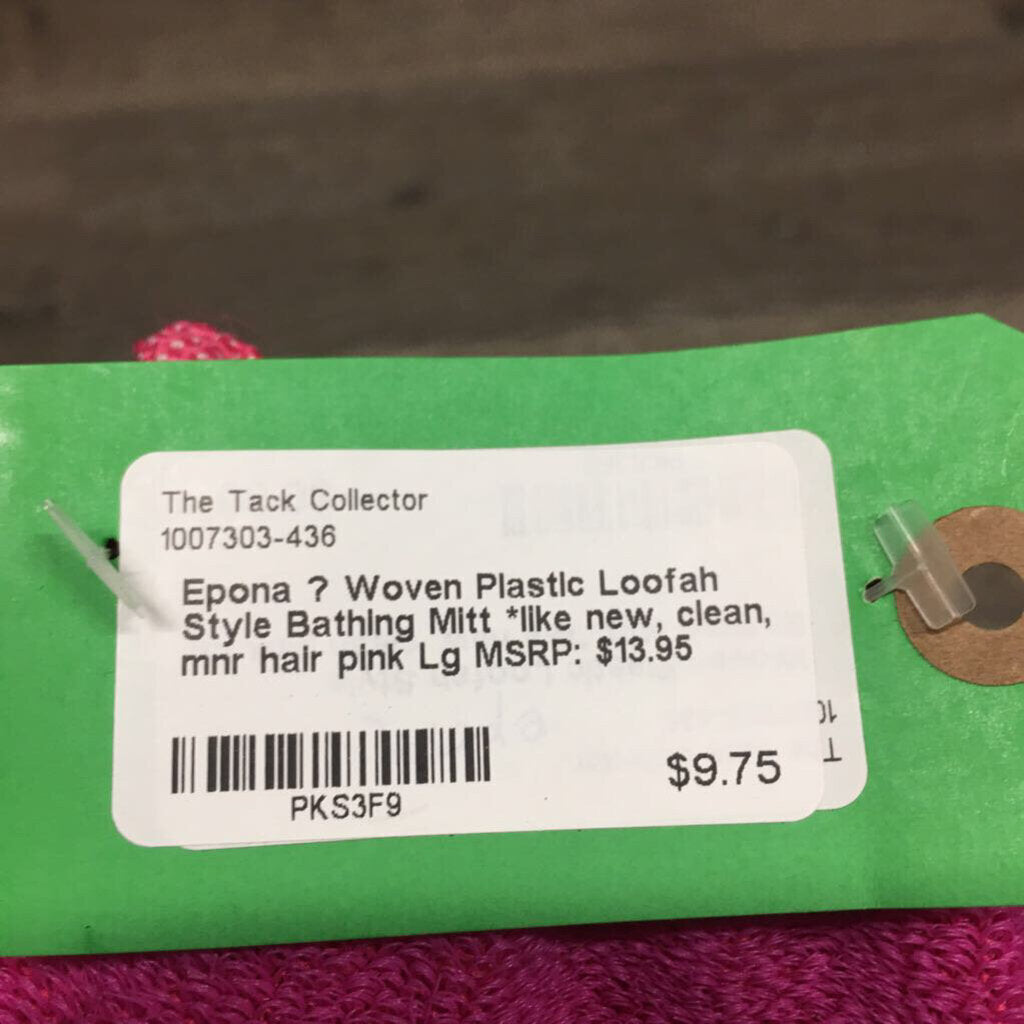 The Tack Collector
1007303-436
Epona ? Woven Plastic Loofah
Style Bathing Mitt *like new, clean,
mnr hair pink Lg MSRP: $13.95
PKS3F9
$9.75
10
T